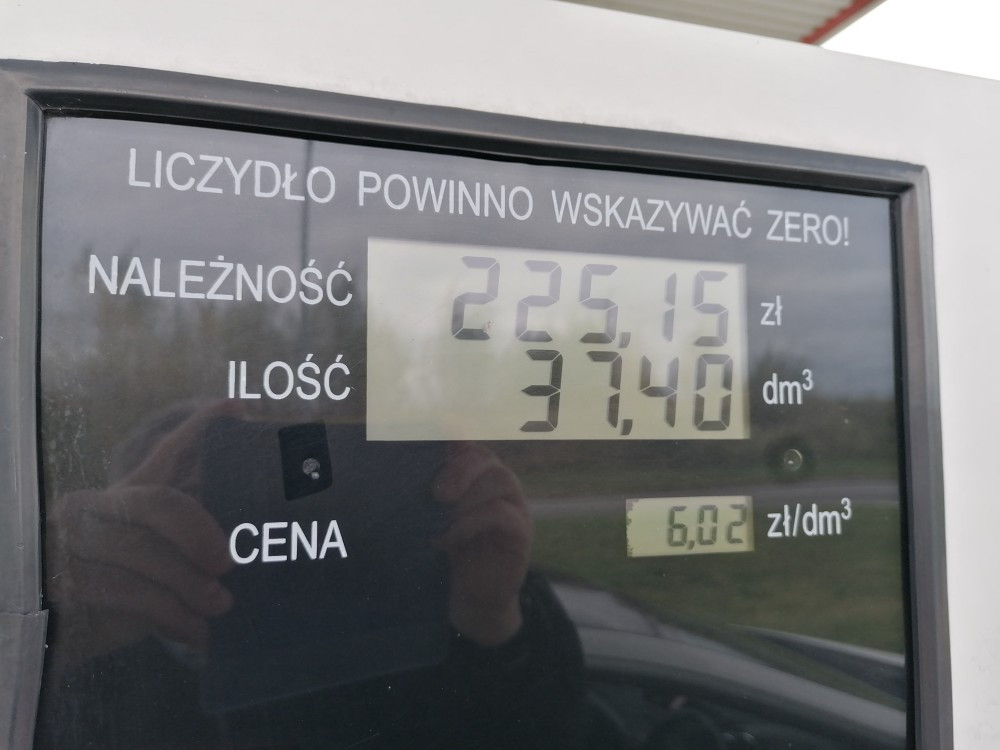 LICZYDŁO POWINNO WSKAZYWAĆ ZERO!
NALEŻNOŚĆ 225,15 zł
ILOŚĆ 37,40 dm³
CENA 6,02 zł/dm³